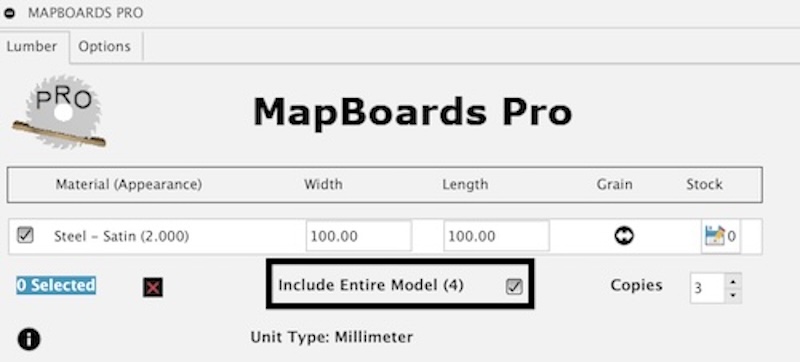 MAPBOARDS PRO
Lumber Options
PRO
MapBoards Pro
Material (Appearance) Width Length Grain Stock
Steel – Satin (2.000) 100.00 100.00 0
0 Selected Include Entire Model (4) Copies 3
Unit Type: Millimeter